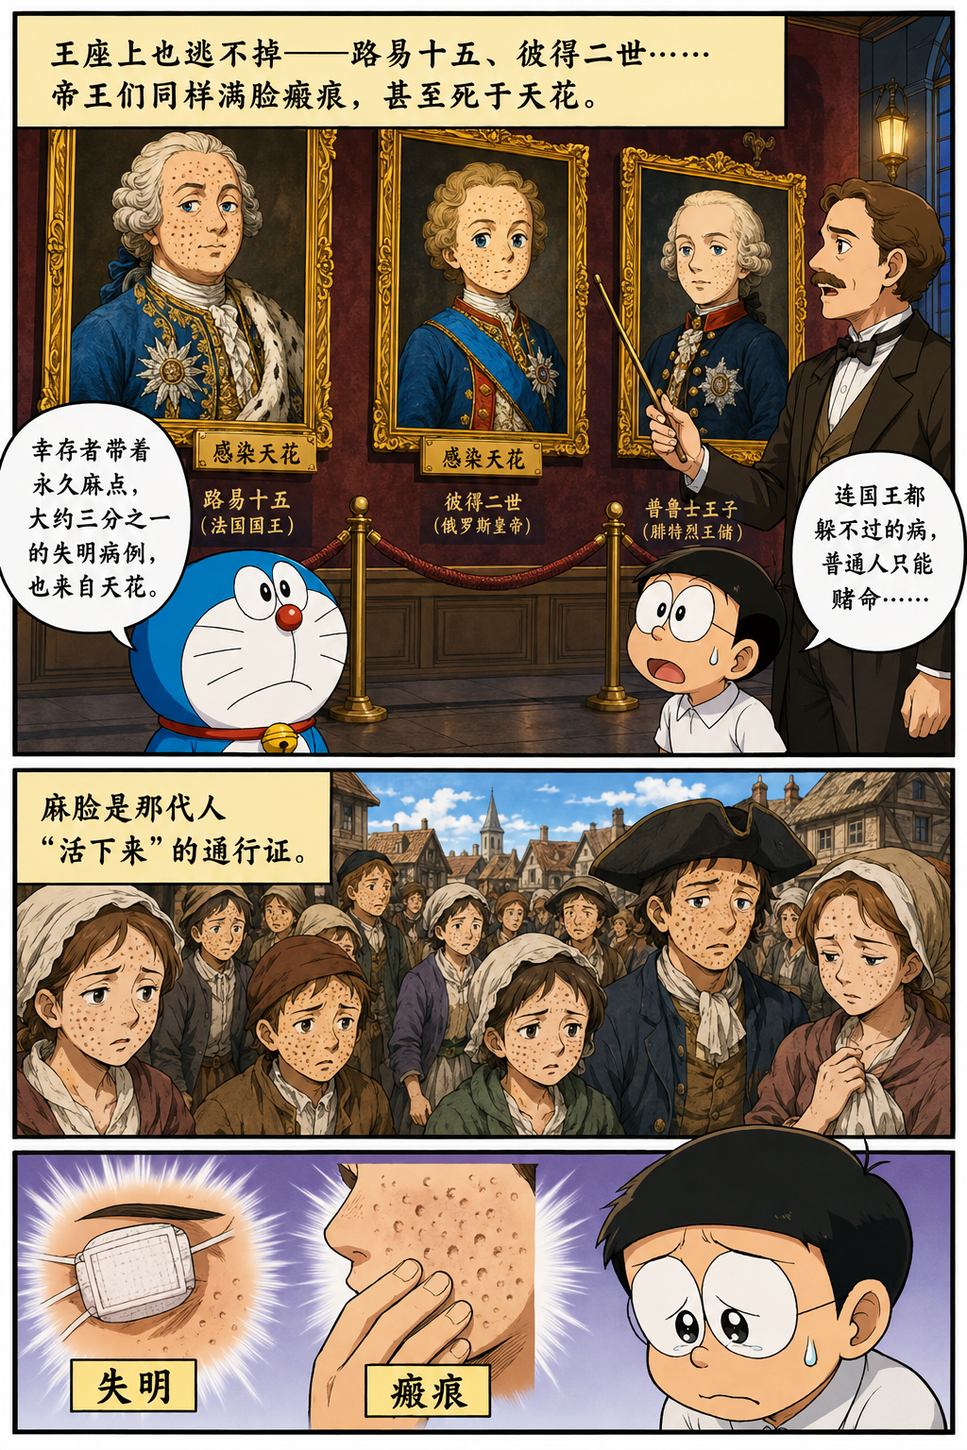 王座上也逃不掉——路易十五、彼得二世……
帝王们同样满脸瘢痕，甚至死于天花。
感染天花
路易十五
（法国国王）
感染天花
彼得二世
（俄罗斯皇帝）
普鲁士王子
（腓特烈王储）
幸存者带着
永久麻点，
大约三分之一
的失明病例，
也来自天花。
连国王都
躲不过的病，
普通人只能
赌命……
麻脸是那代人
“活下来”的通行证。
失明
瘢痕